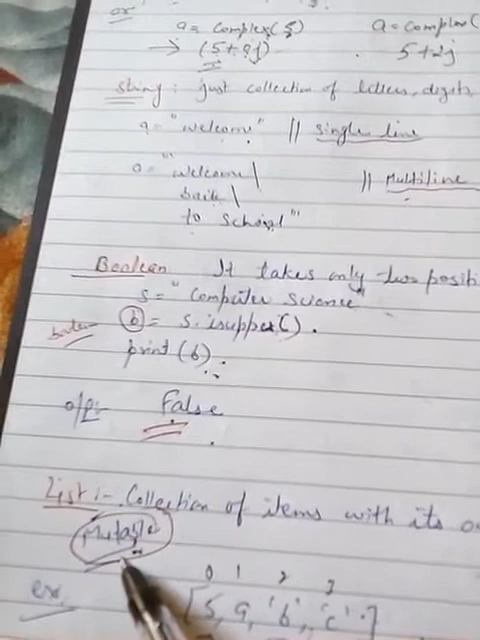 or
a = complex(5)    a = complex(
→ (5+0j)    5+2j
string : just collection of letters, digits
a = "welcome" // single line
a = '''welcome\ // Multiline
back\
to school'''
Boolean It takes only two positi
s = "Computer science"
b = s.isupper().
print(b).
o/p:- False
List :- Collection of items with its o
Mutable
0 1 2 3
ex. [5, 9, 'b', 'c'.]